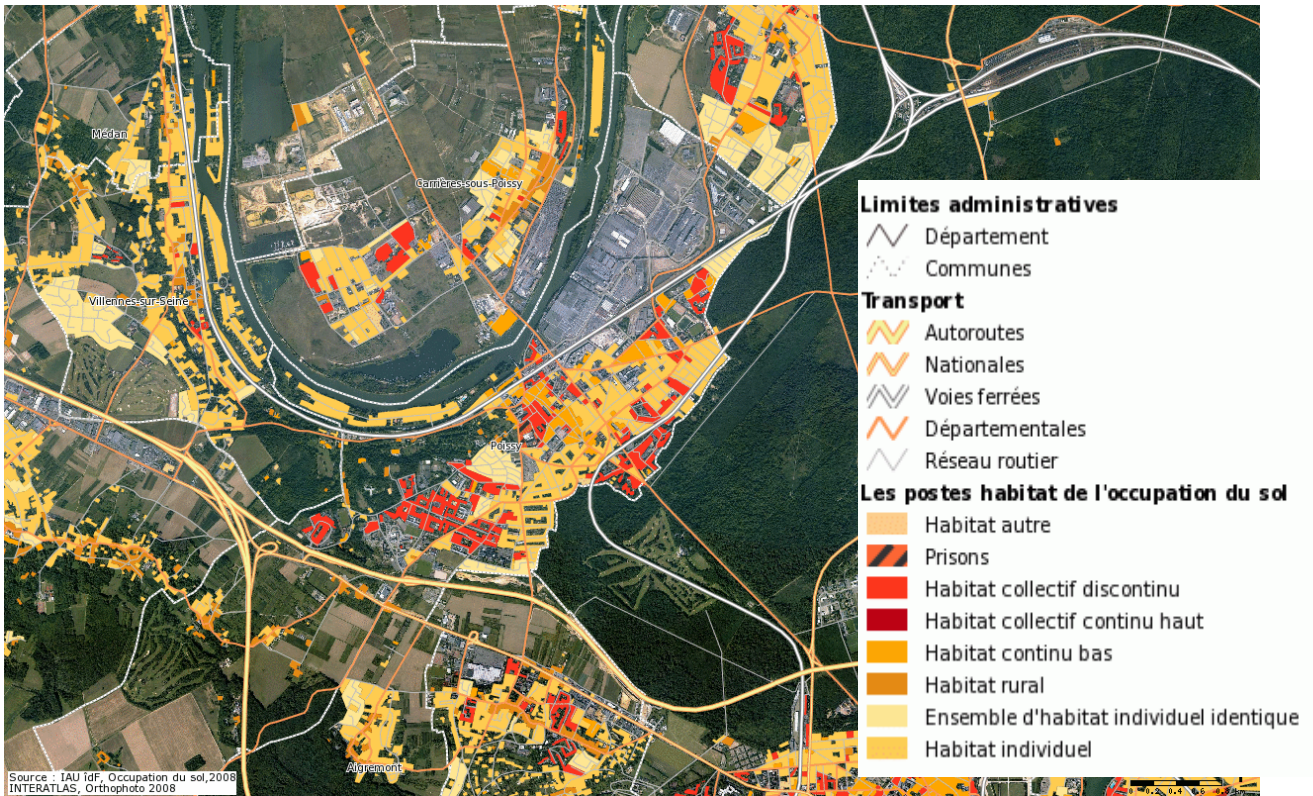 Médan
Carrières-sous-Poissy
Villennes-sur-Seine
Poissy
Aigremont
Limites administratives
Département
Communes
Transport
Autoroutes
Nationales
Voies ferrées
Départementales
Réseau routier
Les postes habitat de l'occupation du sol
Habitat autre
Prisons
Habitat collectif discontinu
Habitat collectif continu haut
Habitat continu bas
Habitat rural
Ensemble d'habitat individuel identique
Habitat individuel
Source : IAU îdF, Occupation du sol,2008
INTERATLAS, Orthophoto 2008